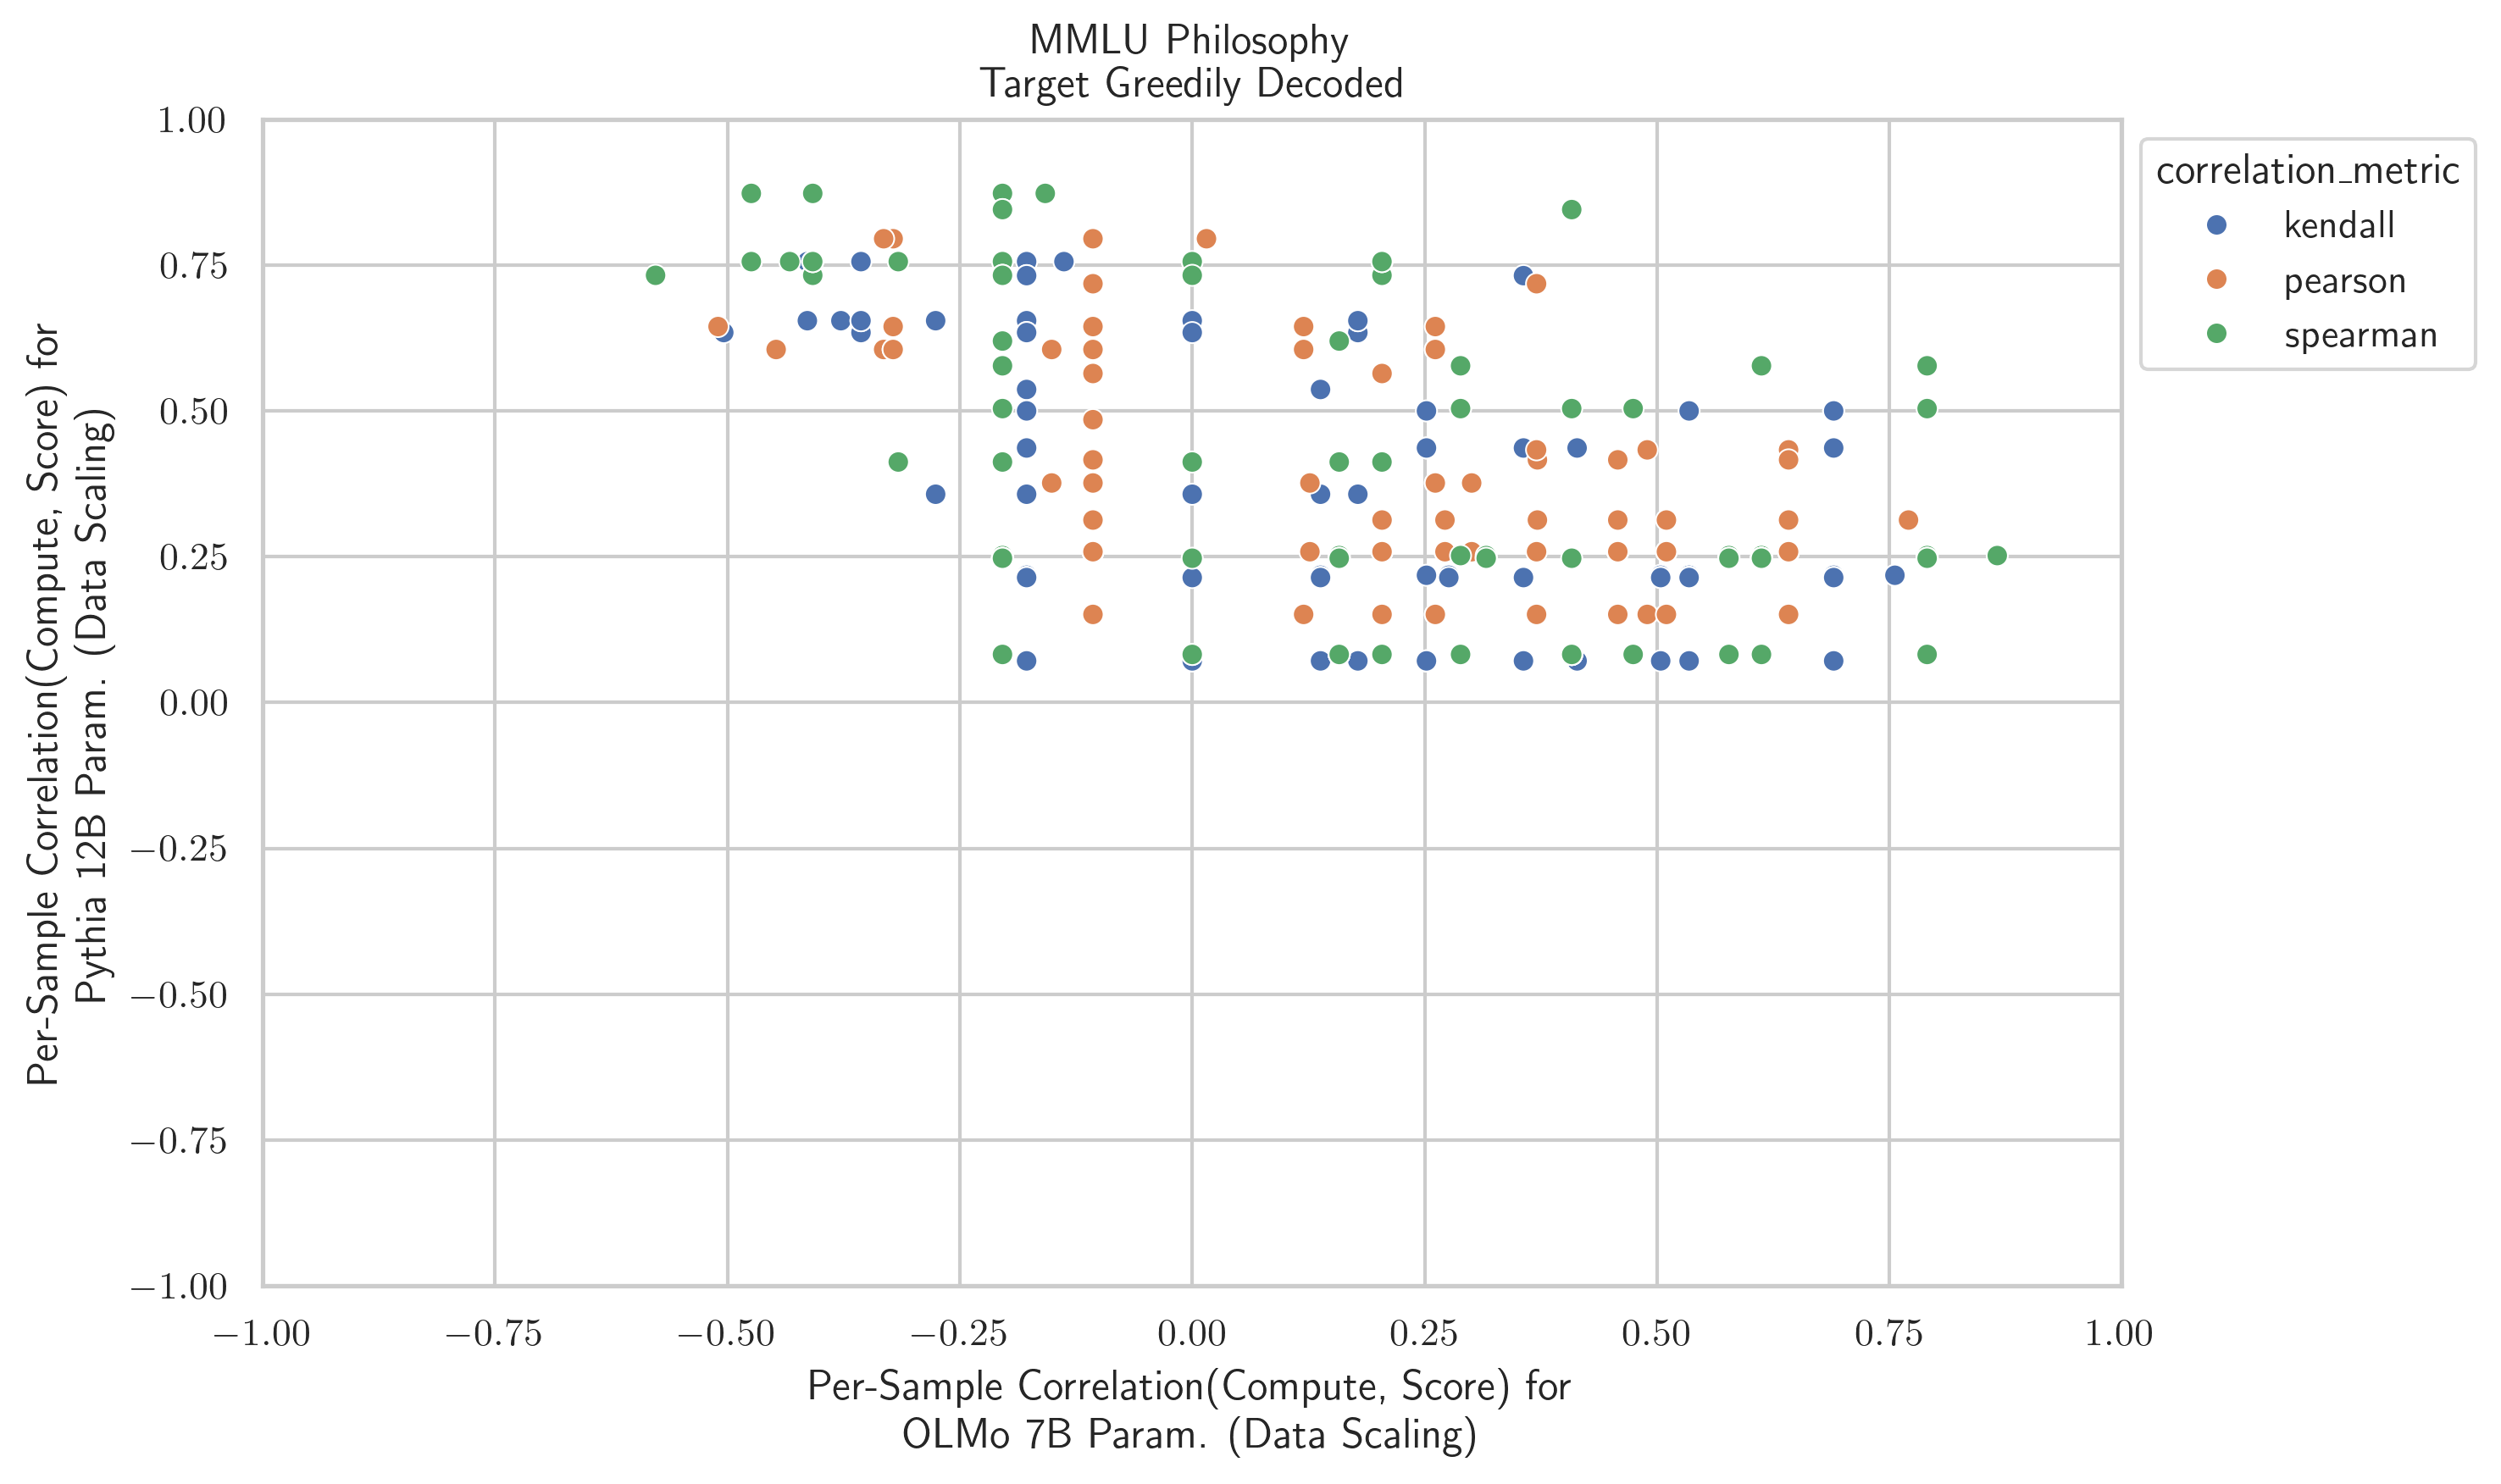 MMLU Philosophy
Target Greedily Decoded
Per-Sample Correlation(Compute, Score) for
Pythia 12B Param. (Data Scaling)
1.00
0.75
0.50
0.25
0.00
−0.25
−0.50
−0.75
−1.00
correlation_metric
kendall
pearson
spearman
−1.00 −0.75 −0.50 −0.25 0.00 0.25 0.50 0.75 1.00
Per-Sample Correlation(Compute, Score) for
OLMo 7B Param. (Data Scaling)